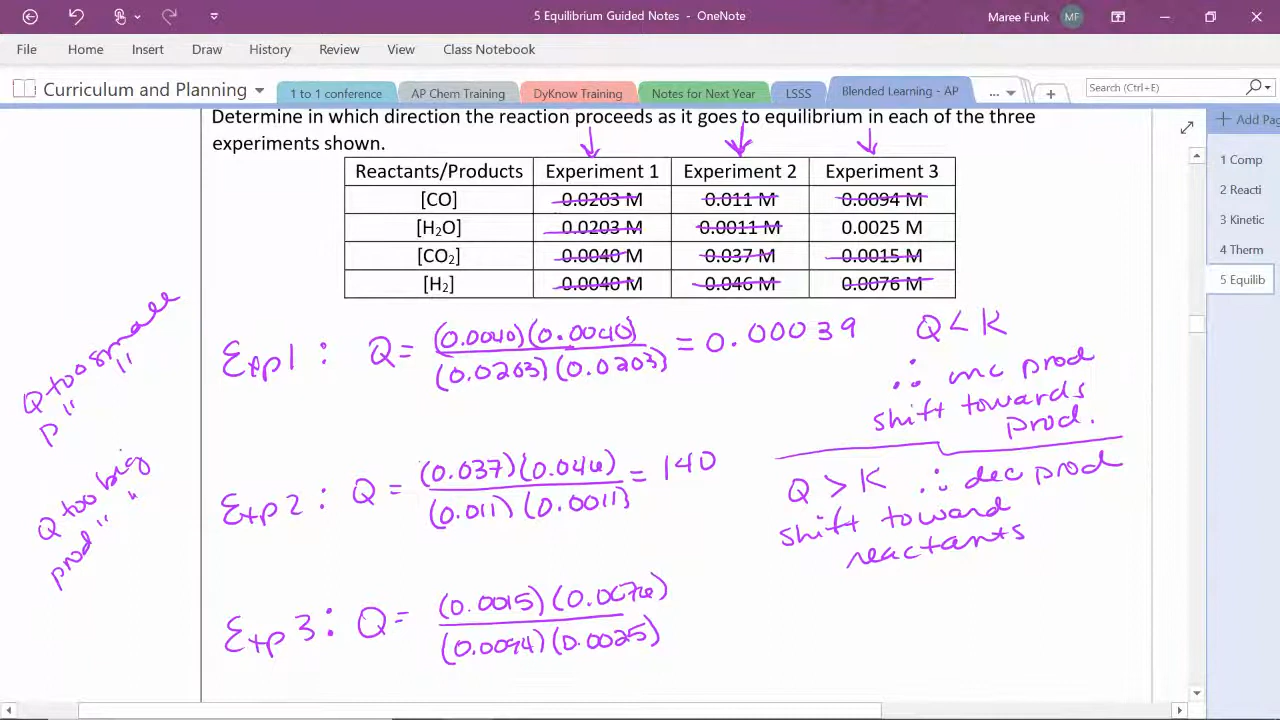 5 Equilibrium Guided Notes - OneNote
Maree Funk MF
File Home Insert Draw History Review View Class Notebook
Curriculum and Planning
1 to 1 conference AP Chem Training DyKnow Training Notes for Next Year LSSS Blended Learning - AP ... +
Search (Ctrl+E)
Add Pag
1 Comp
2 Reacti
3 Kinetic
4 Therm
5 Equilib
Determine in which direction the reaction proceeds as it goes to equilibrium in each of the three
experiments shown.
Reactants/Products Experiment 1 Experiment 2 Experiment 3
[CO] 0.0203 M 0.011 M 0.0094 M
[H₂O] 0.0203 M 0.0011 M 0.0025 M
[CO₂] 0.0040 M 0.037 M 0.0015 M
[H₂] 0.0040 M 0.046 M 0.0076 M
Q too small
P " "
Q too big
prod " "
Exp 1 : Q = (0.0040)(0.0040) = 0.00039
(0.0203)(0.0203)
Q < K
∴ inc prod
shift towards
prod.
Exp 2 : Q = (0.037)(0.046) = 140
(0.011)(0.0011)
Q > K ∴ dec prod
shift toward
reactants
Exp 3 : Q = (0.0015)(0.0076)
(0.0094)(0.0025)